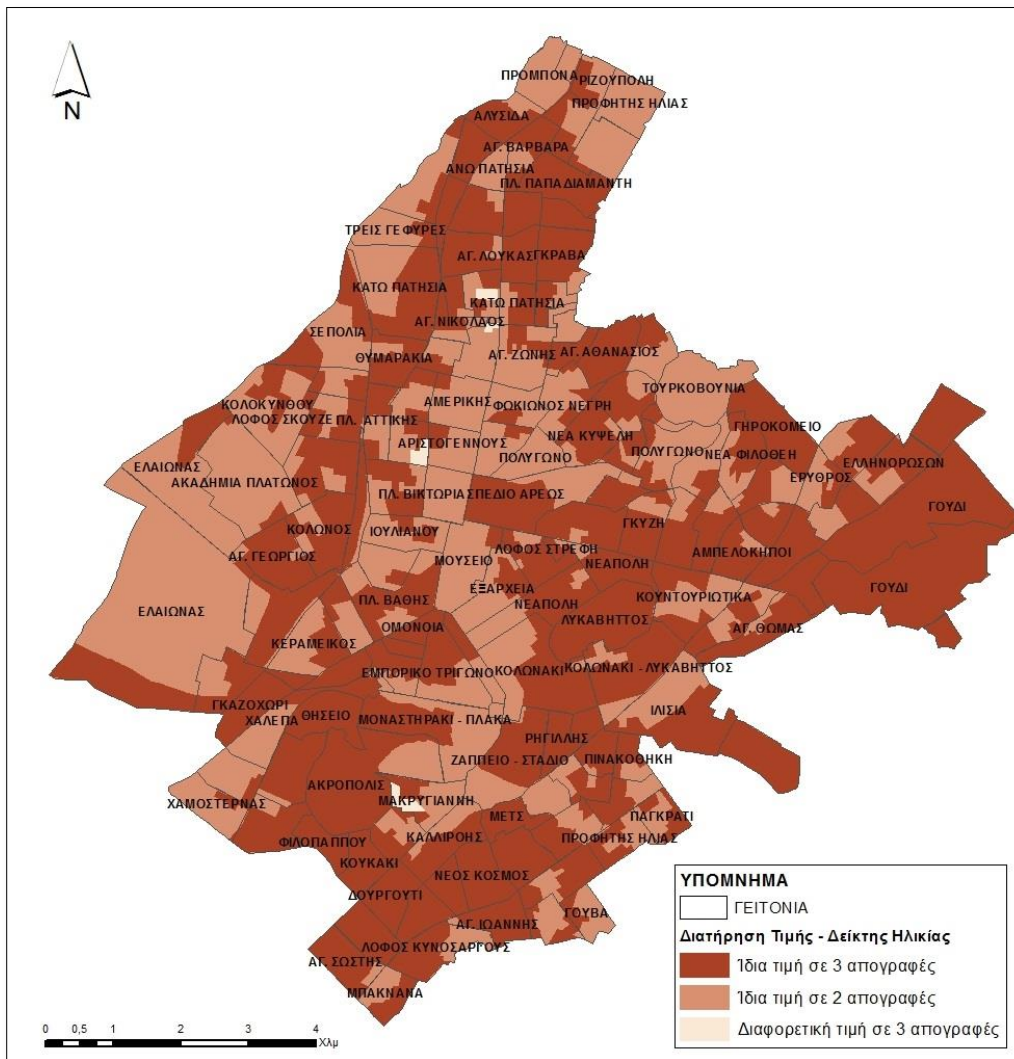 N
ΠΡΟΜΠΟΝΑ
ΡΙΖΟΥΠΟΛΗ
ΠΡΟΦΗΤΗΣ ΗΛΙΑΣ
ΑΛΥΣΙΔΑ
ΑΓ. ΒΑΡΒΑΡΑ
ΑΝΩ ΠΑΤΗΣΙΑ
ΠΛ. ΠΑΠΑΔΙΑΜΑΝΤΗ
ΤΡΕΙΣ ΓΕΦΥΡΕΣ
ΑΓ. ΛΟΥΚΑΣ
ΓΚΡΑΒΑ
ΚΑΤΩ ΠΑΤΗΣΙΑ
ΚΑΤΩ ΠΑΤΗΣΙΑ
ΑΓ. ΝΙΚΟΛΑΟΣ
ΣΕΠΟΛΙΑ
ΘΥΜΑΡΑΚΙΑ
ΑΓ. ΖΩΝΗΣ
ΑΓ. ΑΘΑΝΑΣΙΟΣ
ΤΟΥΡΚΟΒΟΥΝΙΑ
ΚΟΛΟΚΥΝΘΟΥ
ΛΟΦΟΣ ΣΚΟΥΖΕ
ΠΛ. ΑΤΤΙΚΗΣ
ΑΜΕΡΙΚΗΣ
ΦΩΚΙΩΝΟΣ ΝΕΓΡΗ
ΓΗΡΟΚΟΜΕΙΟ
ΑΡΙΣΤΟΓΕΝΝΟΥΣ
ΝΕΑ ΚΥΨΕΛΗ
ΠΟΛΥΓΩΝΟ
ΠΟΛΥΓΩΝΟ
ΝΕΑ ΦΙΛΟΘΕΗ
ΕΛΛΗΝΟΡΩΣΩΝ
ΕΡΥΘΡΟΣ
ΕΛΑΙΩΝΑΣ
ΑΚΑΔΗΜΙΑ ΠΛΑΤΩΝΟΣ
ΠΛ. ΒΙΚΤΩΡΙΑΣ
ΠΕΔΙΟ ΑΡΕΩΣ
ΓΟΥΔΙ
ΚΟΛΩΝΟΣ
ΙΟΥΛΙΑΝΟΥ
ΓΚΥΖΗ
ΑΓ. ΓΕΩΡΓΙΟΣ
ΜΟΥΣΕΙΟ
ΛΟΦΟΣ ΣΤΡΕΦΗ
ΝΕΑΠΟΛΗ
ΑΜΠΕΛΟΚΗΠΟΙ
ΓΟΥΔΙ
ΕΛΑΙΩΝΑΣ
ΠΛ. ΒΑΘΗΣ
ΕΞΑΡΧΕΙΑ
ΝΕΑΠΟΛΗ
ΚΟΥΝΤΟΥΡΙΩΤΙΚΑ
ΟΜΟΝΟΙΑ
ΛΥΚΑΒΗΤΤΟΣ
ΑΓ. ΘΩΜΑΣ
ΚΕΡΑΜΕΙΚΟΣ
ΕΜΠΟΡΙΚΟ ΤΡΙΓΩΝΟ
ΚΟΛΩΝΑΚΙ
ΚΟΛΩΝΑΚΙ - ΛΥΚΑΒΗΤΤΟΣ
ΓΚΑΖΟΧΩΡΙ
ΧΑΛΕΠΑ
ΘΗΣΕΙΟ
ΜΟΝΑΣΤΗΡΑΚΙ - ΠΛΑΚΑ
ΙΛΙΣΙΑ
ΡΗΓΙΛΛΗΣ
ΖΑΠΠΕΙΟ - ΣΤΑΔΙΟ
ΠΙΝΑΚΟΘΗΚΗ
ΑΚΡΟΠΟΛΙΣ
ΧΑΜΟΣΤΕΡΝΑΣ
ΜΑΚΡΥΓΙΑΝΝΗ
ΜΕΤΣ
ΠΑΓΚΡΑΤΙ
ΦΙΛΟΠΑΠΠΟΥ
ΚΑΛΛΙΡΟΗΣ
ΠΡΟΦΗΤΗΣ ΗΛΙΑΣ
ΚΟΥΚΑΚΙ
ΝΕΟΣ ΚΟΣΜΟΣ
ΔΟΥΡΓΟΥΤΙ
ΓΟΥΒΑ
ΑΓ. ΙΩΑΝΝΗΣ
ΛΟΦΟΣ ΚΥΝΟΣΑΡΓΟΥΣ
ΑΓ. ΣΩΣΤΗΣ
ΜΠΑΚΝΑΝΑ
ΥΠΟΜΝΗΜΑ
ΓΕΙΤΟΝΙΑ
Διατήρηση Τιμής - Δείκτης Ηλικίας
Ίδια τιμή σε 3 απογραφές
Ίδια τιμή σε 2 απογραφές
Διαφορετική τιμή σε 3 απογραφές
0 0,5 1 2 3 4
Χλμ